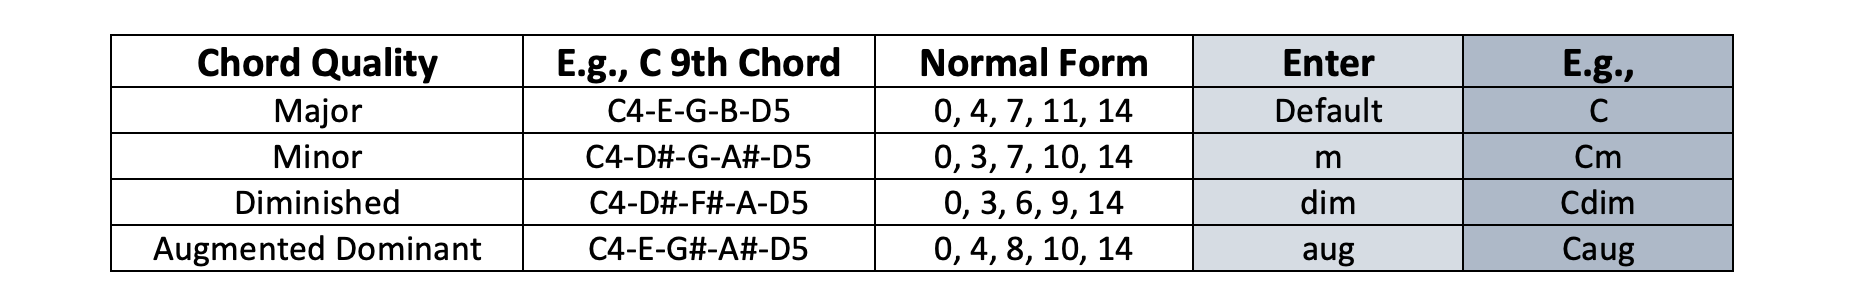 Chord Quality E.g., C 9th Chord Normal Form Enter E.g.,
Major C4-E-G-B-D5 0, 4, 7, 11, 14 Default C
Minor C4-D#-G-A#-D5 0, 3, 7, 10, 14 m Cm
Diminished C4-D#-F#-A-D5 0, 3, 6, 9, 14 dim Cdim
Augmented Dominant C4-E-G#-A#-D5 0, 4, 8, 10, 14 aug Caug